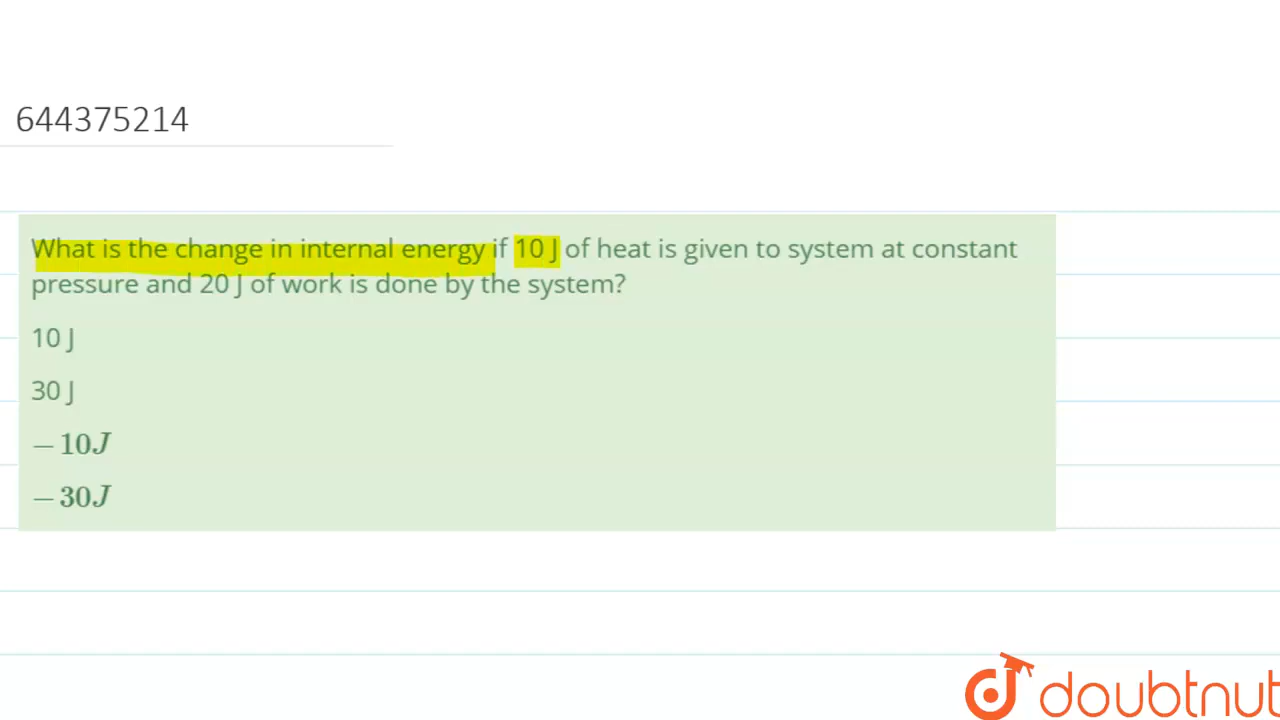 644375214
What is the change in internal energy if 10 J of heat is given to system at constant
pressure and 20 J of work is done by the system?
10 J
30 J
−10J
−30J
doubtnut